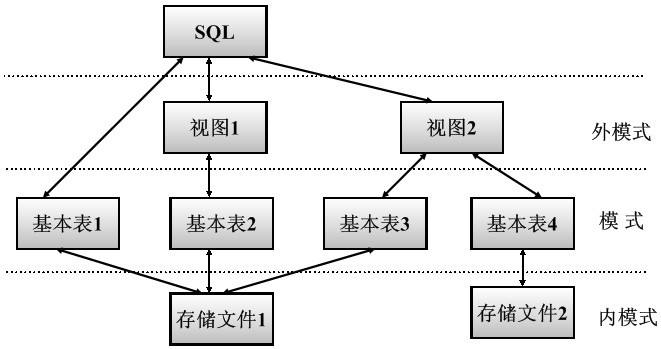 SQL
视图1
视图2
外模式
基本表1
基本表2
基本表3
基本表4
模 式
存储文件1
存储文件2
内模式